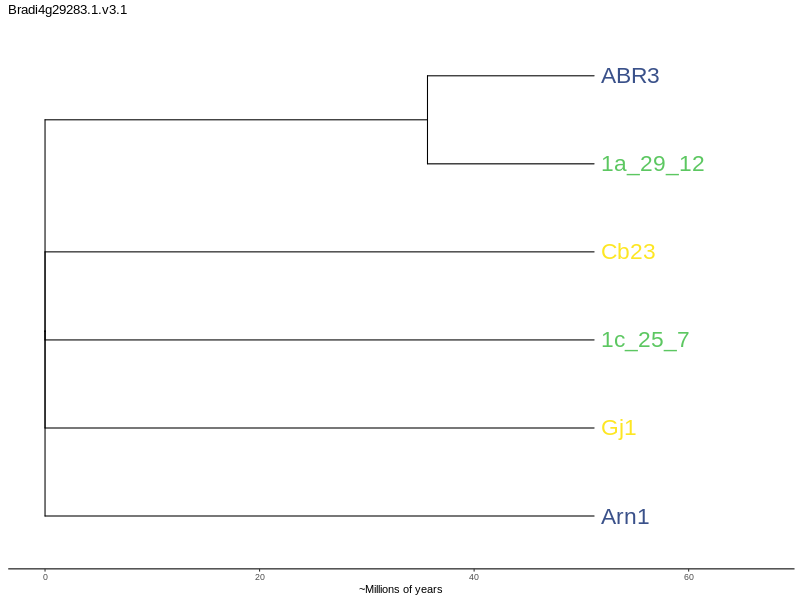 Bradi4g29283.1.v3.1
ABR3
1a_29_12
Cb23
1c_25_7
Gj1
Arn1
0 20 40 60
~Millions of years